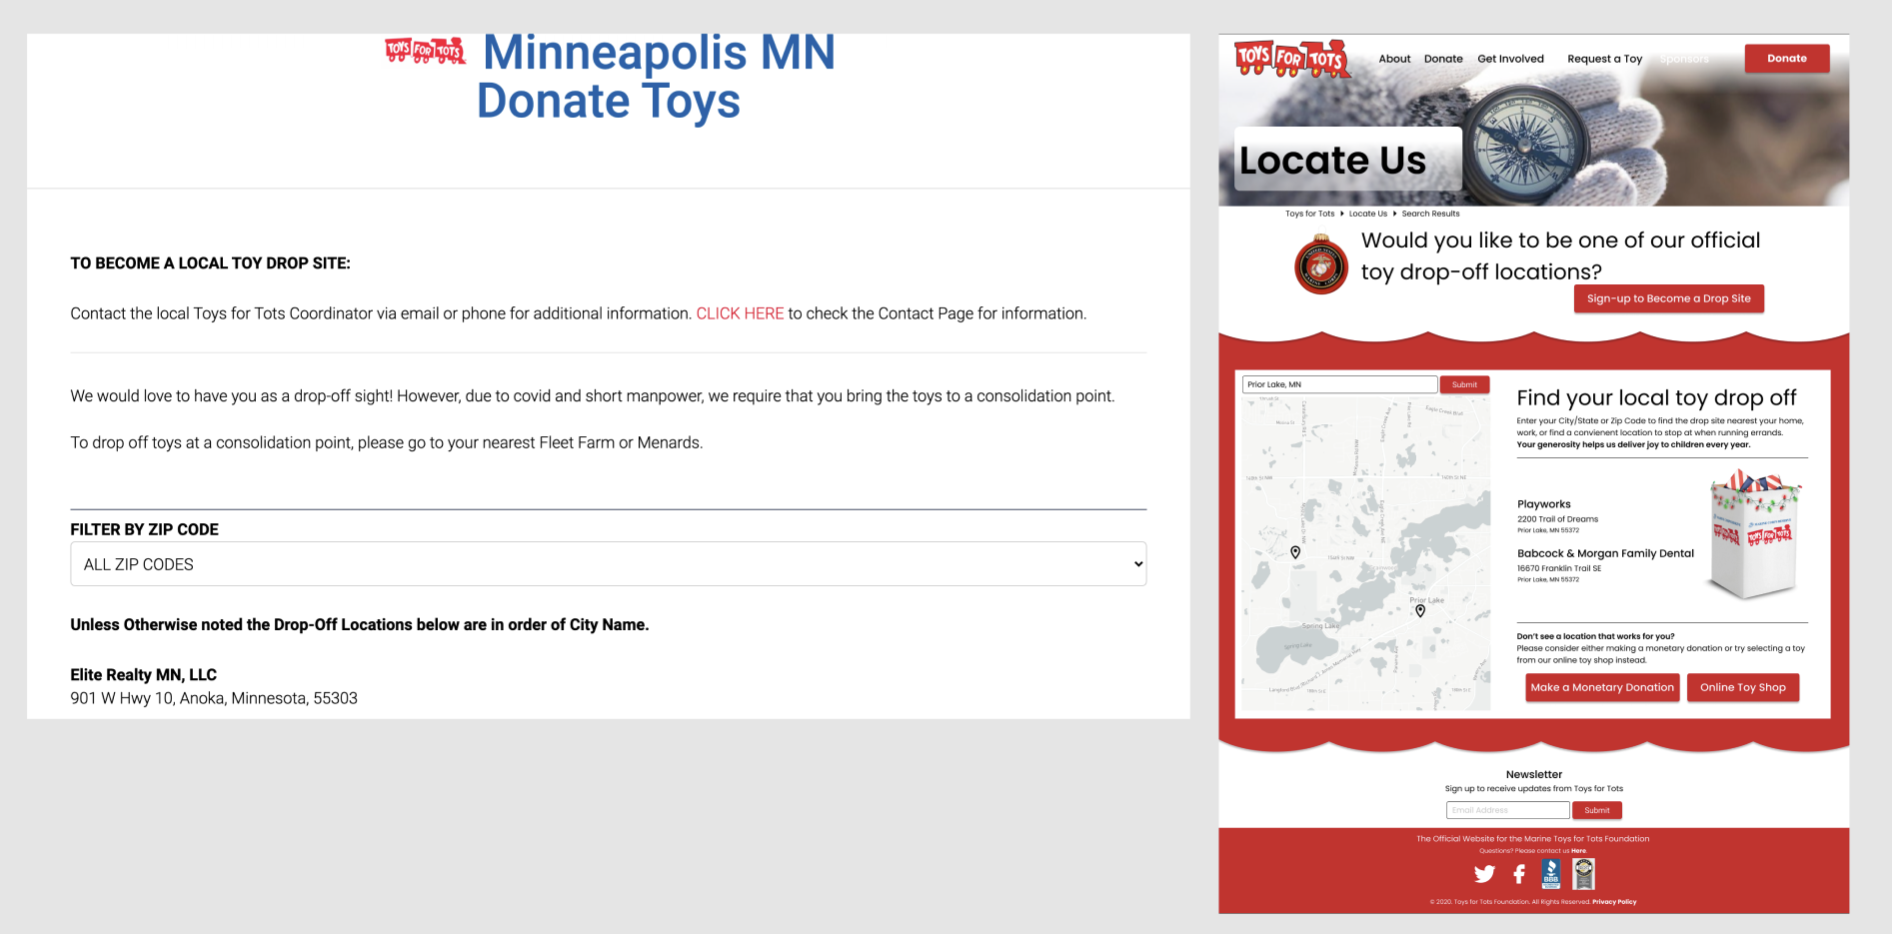 TOYS FOR TOTS
Minneapolis MN
Donate Toys
TO BECOME A LOCAL TOY DROP SITE:
Contact the local Toys for Tots Coordinator via email or phone for additional information. CLICK HERE to check the Contact Page for information.
We would love to have you as a drop-off sight! However, due to covid and short manpower, we require that you bring the toys to a consolidation point.
To drop off toys at a consolidation point, please go to your nearest Fleet Farm or Menards.
FILTER BY ZIP CODE
ALL ZIP CODES
Unless Otherwise noted the Drop-Off Locations below are in order of City Name.
Elite Realty MN, LLC
901 W Hwy 10, Anoka, Minnesota, 55303
TOYS FOR TOTS
About Donate Get Involved Request a Toy Sponsors Donate
Locate Us
Toys for Tots Locate Us Search Results
Would you like to be one of our official
toy drop-off locations?
Sign-up to Become a Drop Site
Prior Lake, MN Submit
Prior Lake
Spring Lake
Spring Lake
Find your local toy drop off
Enter your City/State or Zip Code to find the drop site nearest your home,
work, or find a convienent location to stop at when running errands.
Your generosity helps us deliver joy to children every year.
Playworks
2200 Trail of Dreams
Prior Lake, MN 55372
Babcock & Morgan Family Dental
16670 Franklin Trail SE
Prior Lake, MN 55372
TOYS FOR TOTS
TOYS FOR TOTS
Don't see a location that works for you?
Please consider either making a monetary donation or try selecting a toy
from our online toy shop instead.
Make a Monetary Donation Online Toy Shop
Newsletter
Sign up to receive updates from Toys for Tots
Email Address Submit
The Official Website for the Marine Toys for Tots Foundation
Questions? Please contact us Here.
BBB
© 2020. Toys for Tots Foundation. All Rights Reserved. Privacy Policy